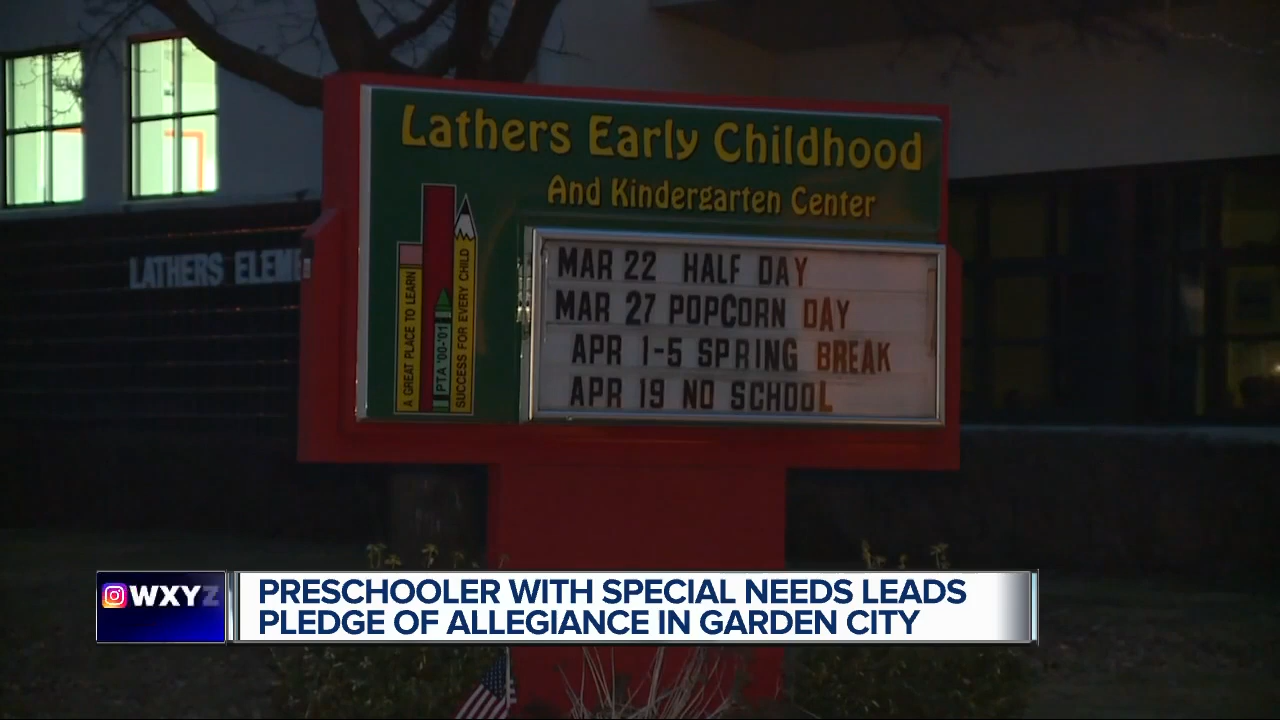 Lathers Early Childhood
And Kindergarten Center
LATHERS ELEM
A GREAT PLACE TO LEARN
PTA '00-'01
SUCCESS FOR EVERY CHILD
MAR 22 HALF DAY
MAR 27 POPCORN DAY
APR 1-5 SPRING BREAK
APR 19 NO SCHOOL
WXYZ
PRESCHOOLER WITH SPECIAL NEEDS LEADS
PLEDGE OF ALLEGIANCE IN GARDEN CITY